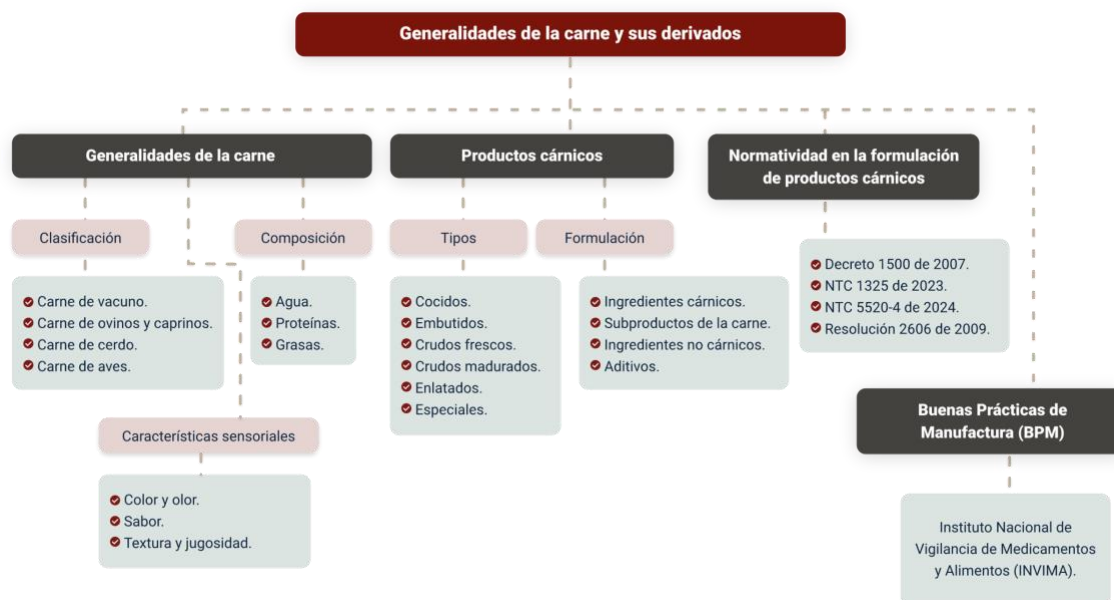 Generalidades de la carne y sus derivados
Generalidades de la carne
Clasificación
Carne de vacuno.
Carne de ovinos y caprinos.
Carne de cerdo.
Carne de aves.
Composición
Agua.
Proteínas.
Grasas.
Características sensoriales
Color y olor.
Sabor.
Textura y jugosidad.
Productos cárnicos
Tipos
Cocidos.
Embutidos.
Crudos frescos.
Crudos madurados.
Enlatados.
Especiales.
Formulación
Ingredientes cárnicos.
Subproductos de la carne.
Ingredientes no cárnicos.
Aditivos.
Normatividad en la formulación
de productos cárnicos
Decreto 1500 de 2007.
NTC 1325 de 2023.
NTC 5520-4 de 2024.
Resolución 2606 de 2009.
Buenas Prácticas de
Manufactura (BPM)
Instituto Nacional de
Vigilancia de Medicamentos
y Alimentos (INVIMA).